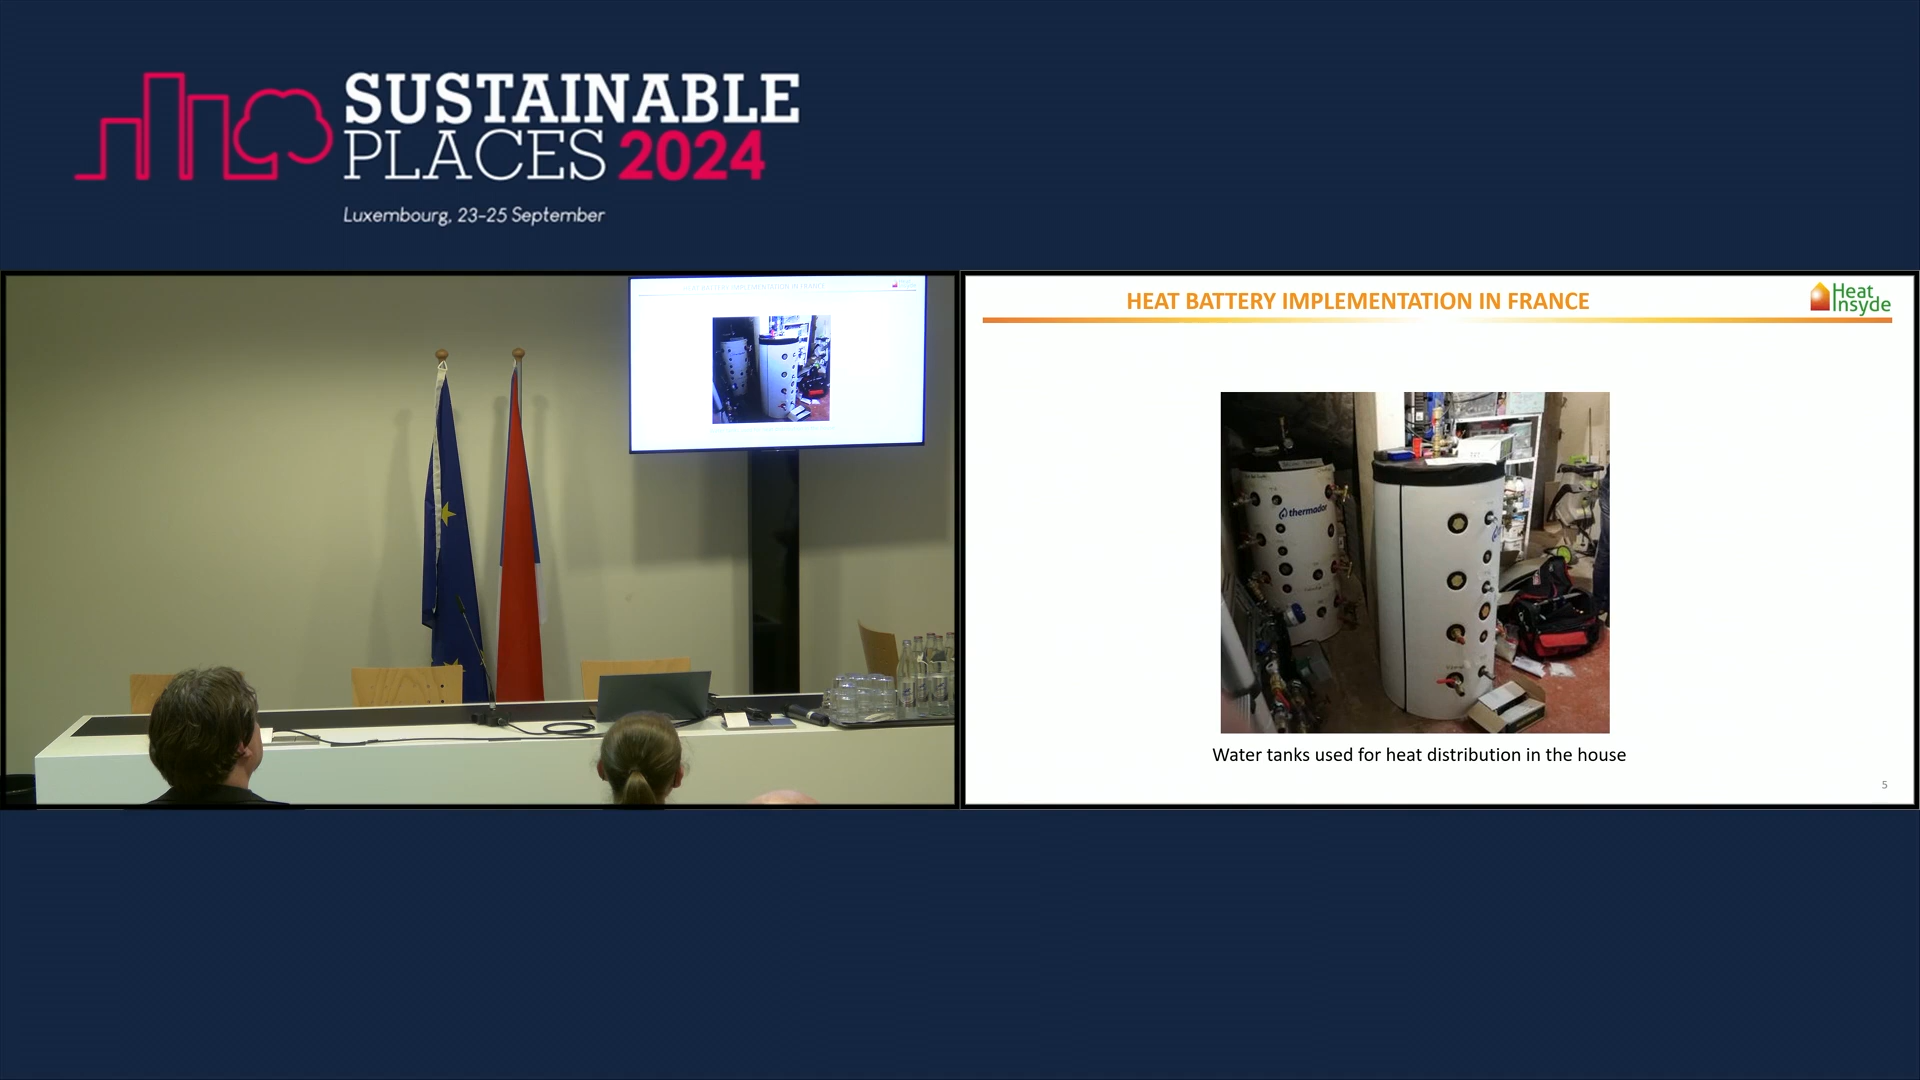 SUSTAINABLE
PLACES 2024
Luxembourg, 23-25 September
HEAT BATTERY IMPLEMENTATION IN FRANCE
Heat
Insyde
thermador
Water tanks used for heat distribution in the house
5